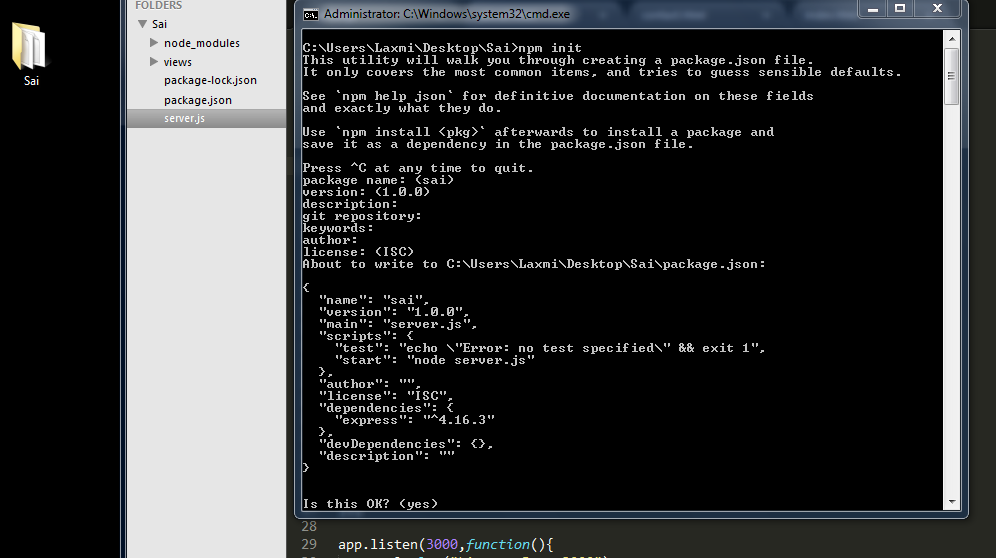 Sai
FOLDERS
Sai
node_modules
views
package-lock.json
package.json
server.js
Administrator: C:\Windows\system32\cmd.exe
C:\Users\Laxmi\Desktop\Sai>npm init
This utility will walk you through creating a package.json file.
It only covers the most common items, and tries to guess sensible defaults.
See `npm help json` for definitive documentation on these fields
and exactly what they do.
Use `npm install <pkg>` afterwards to install a package and
save it as a dependency in the package.json file.
Press ^C at any time to quit.
package name: (sai)
version: (1.0.0)
description:
git repository:
keywords:
author:
license: (ISC)
About to write to C:\Users\Laxmi\Desktop\Sai\package.json:
{
  "name": "sai",
  "version": "1.0.0",
  "main": "server.js",
  "scripts": {
    "test": "echo \"Error: no test specified\" && exit 1",
    "start": "node server.js"
  },
  "author": "",
  "license": "ISC",
  "dependencies": {
    "express": "^4.16.3"
  },
  "devDependencies": {},
  "description": ""
}
Is this OK? (yes)
28
29 app.listen(3000,function(){